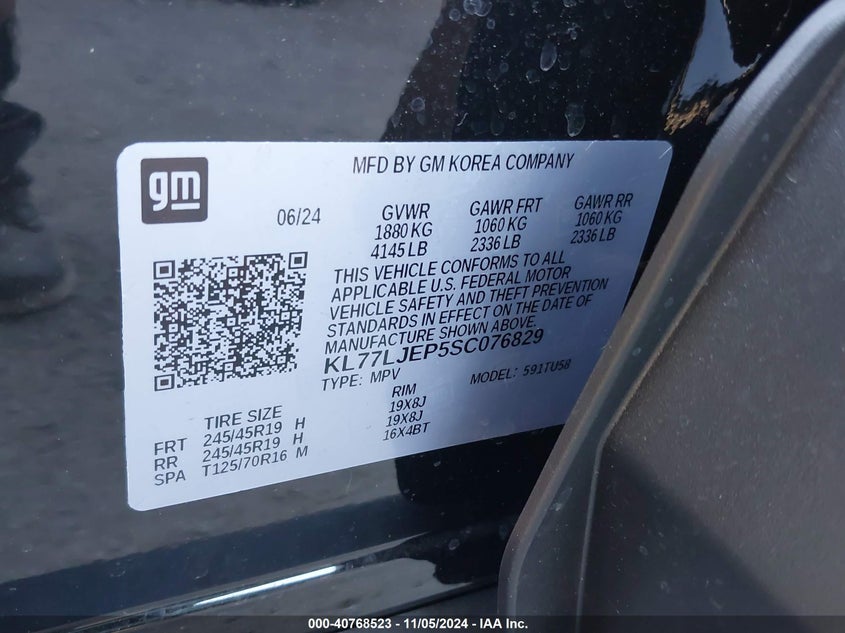 gm
MFD BY GM KOREA COMPANY
06/24
GVWR
1880 KG
4145 LB
GAWR FRT
1060 KG
2336 LB
GAWR RR
1060 KG
2336 LB
THIS VEHICLE CONFORMS TO ALL
APPLICABLE U.S. FEDERAL MOTOR
VEHICLE SAFETY AND THEFT PREVENTION
STANDARDS IN EFFECT ON THE DATE OF
MANUFACTURE SHOWN ABOVE.
KL77LJEP5SC076829
TYPE: MPV
MODEL: 591TU58
TIRE SIZE
RIM
FRT 245/45R19 H 19X8J
RR 245/45R19 H 19X8J
SPA T125/70R16 M 16X4BT
000-40768523 - 11/05/2024 - IAA Inc.